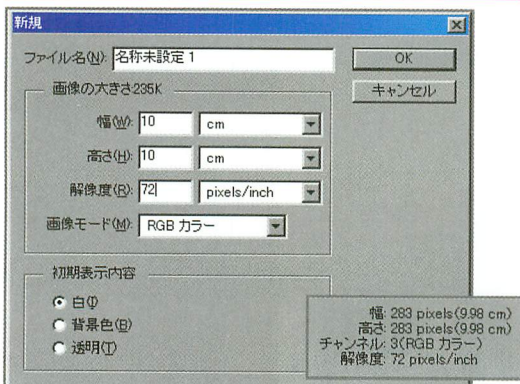 新規
ファイル名(N): 名称未設定 1
OK
キャンセル
画像の大きさ235K
幅(W): 10 cm
高さ(H): 10 cm
解像度(R): 72 pixels/inch
画像モード(M): RGB カラー
初期表示内容
白(I)
背景色(B)
透明(T)
幅: 283 pixels(9.98 cm)
高さ: 283 pixels(9.98 cm)
チャンネル: 3(RGB カラー)
解像度: 72 pixels/inch